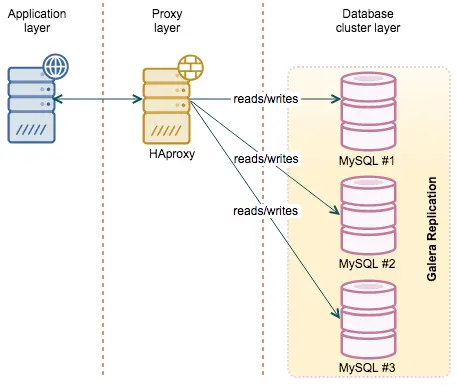 Application
layer
Proxy
layer
Database
cluster layer
HAproxy
reads/writes
reads/writes
reads/writes
MySQL #1
MySQL #2
MySQL #3
Galera Replication